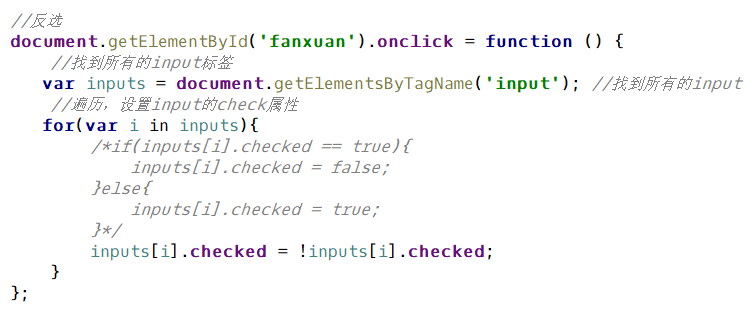 //反选
document.getElementById('fanxuan').onclick = function () {
//找到所有的input标签
var inputs = document.getElementsByTagName('input'); //找到所有的input
//遍历，设置input的check属性
for(var i in inputs){
/*if(inputs[i].checked == true){
inputs[i].checked = false;
}else{
inputs[i].checked = true;
}*/
inputs[i].checked = !inputs[i].checked;
}
};